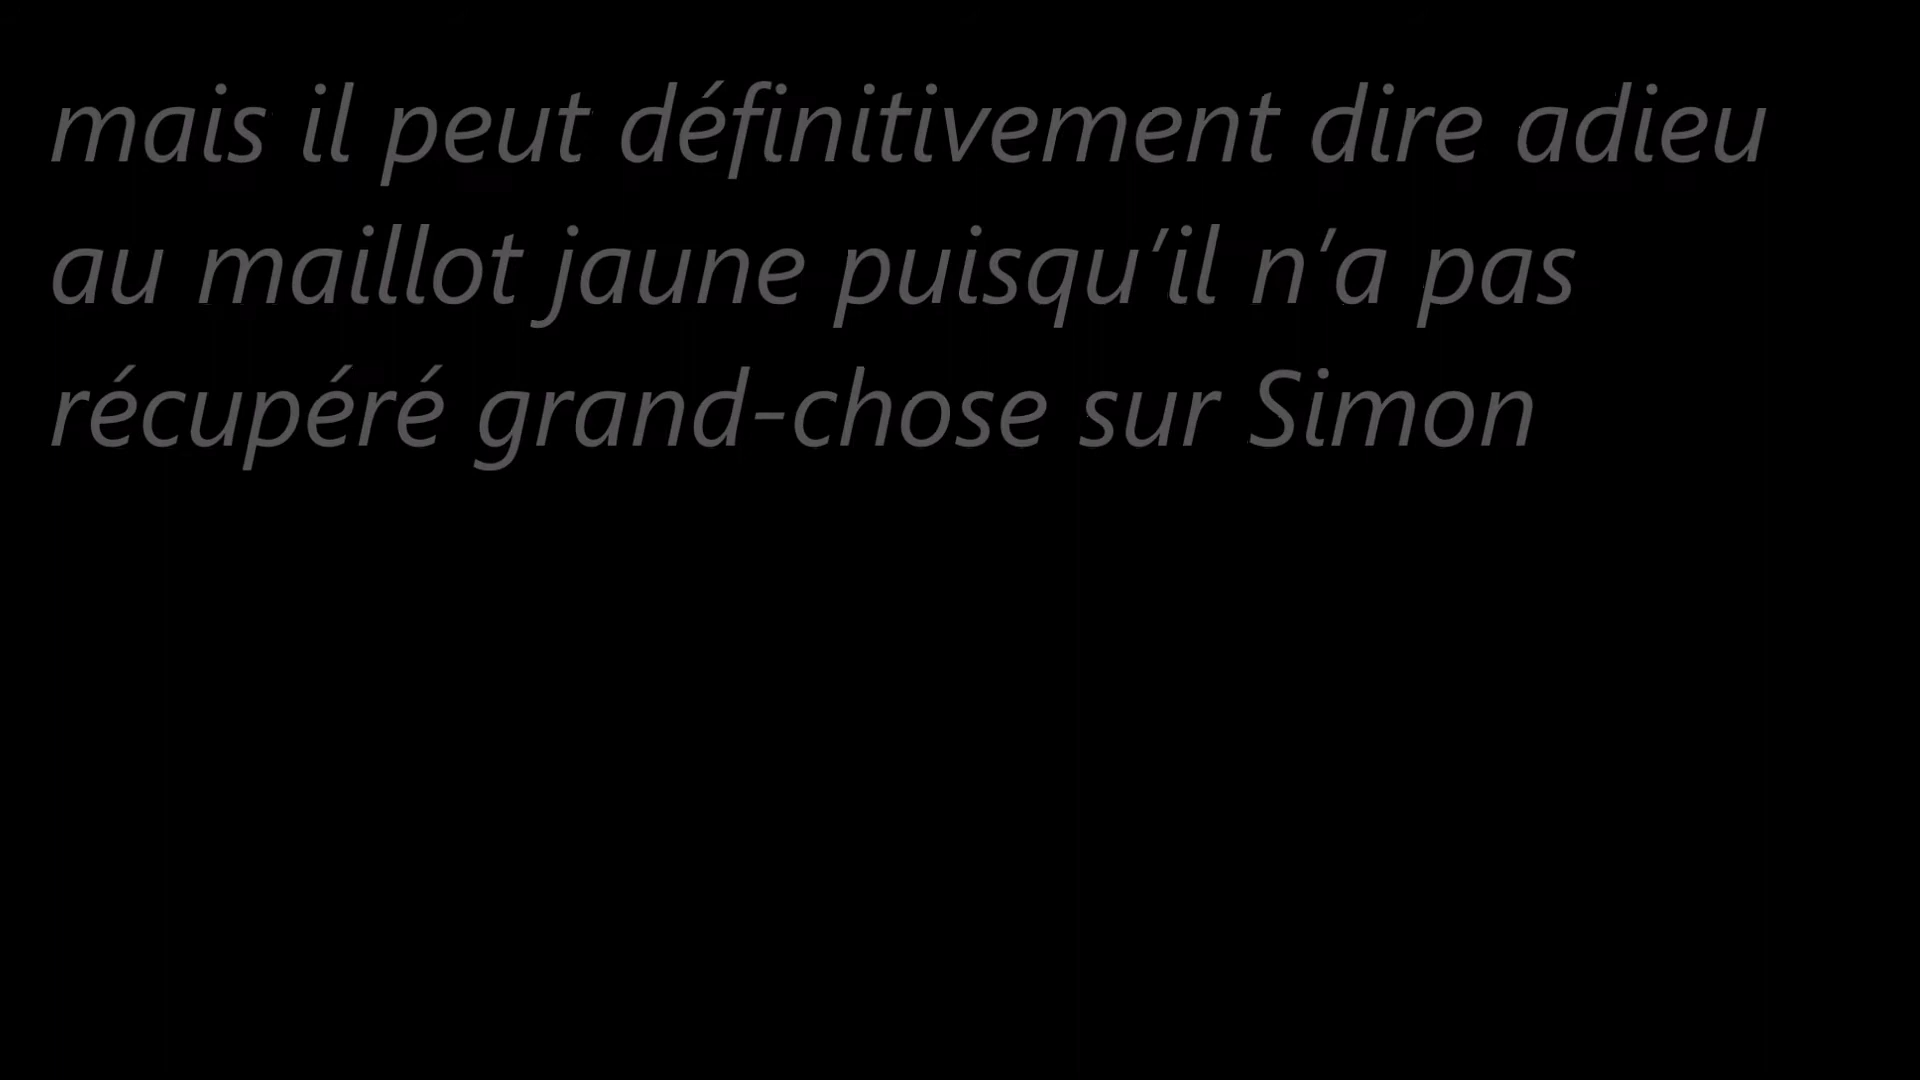 mais il peut définitivement dire adieu
au maillot jaune puisqu’il n’a pas
récupéré grand-chose sur Simon